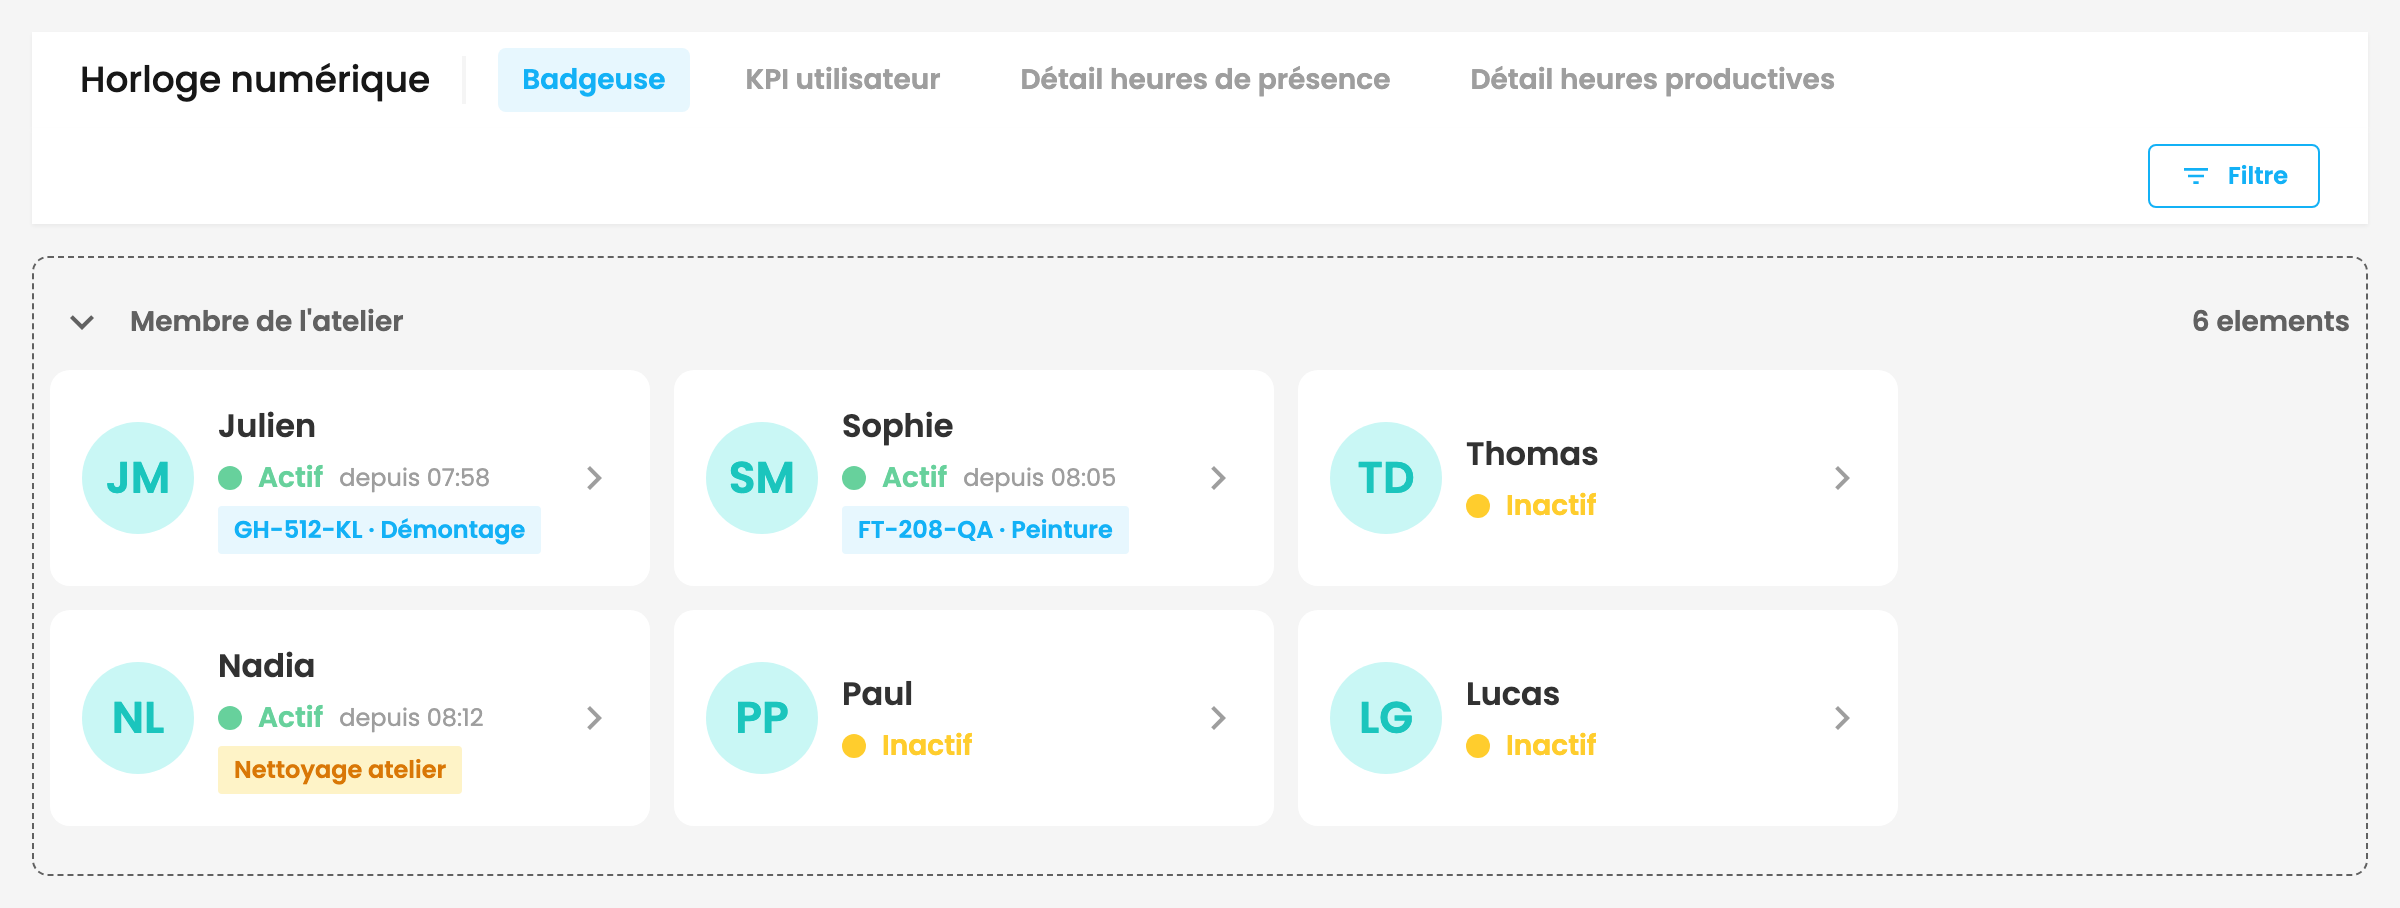 Horloge numérique
Badgeuse
KPI utilisateur
Détail heures de présence
Détail heures productives
Filtre
Membre de l'atelier
6 elements
JM
Julien
Actif depuis 07:58
GH-512-KL · Démontage
SM
Sophie
Actif depuis 08:05
FT-208-QA · Peinture
TD
Thomas
Inactif
NL
Nadia
Actif depuis 08:12
Nettoyage atelier
PP
Paul
Inactif
LG
Lucas
Inactif